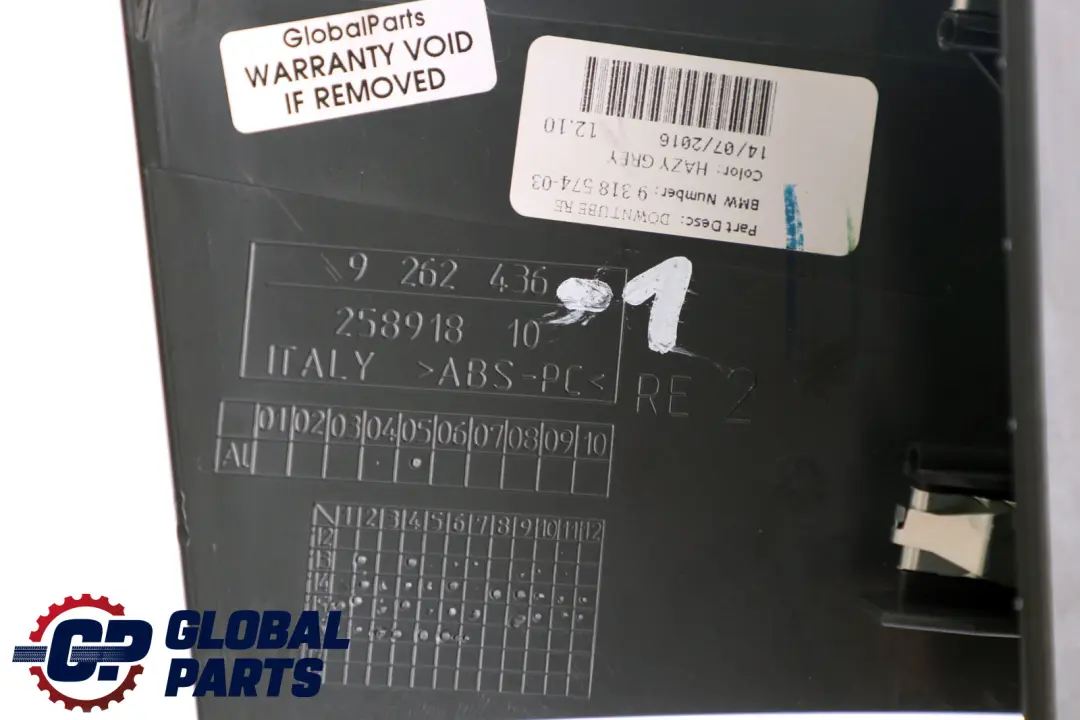 GlobalParts
WARRANTY VOID
IF REMOVED
Part Desc: DOWNTUBE RE
BMW Number: 9 318 574-03
Color: HAZY GREY
14/07/2016
12.10
9 262 436
258918 10
ITALY >ABS-PC<
RE 2
1
01 02 03 04 05 06 07 08 09 10
AU
1 2 3 4 5 6 7 8 9 10 11 12
12
13
14
GP GLOBAL
PARTS